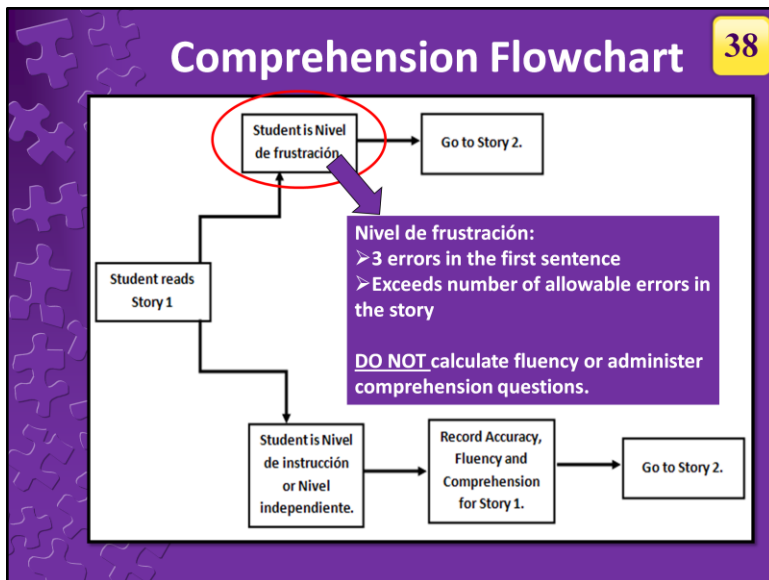 Comprehension Flowchart
38
Student is Nivel
de frustración.
Go to Story 2.
Nivel de frustración:
➢3 errors in the first sentence
➢Exceeds number of allowable errors in
the story
DO NOT calculate fluency or administer
comprehension questions.
Student reads
Story 1
Student is Nivel
de instrucción
or Nivel
independiente.
Record Accuracy,
Fluency and
Comprehension
for Story 1.
Go to Story 2.